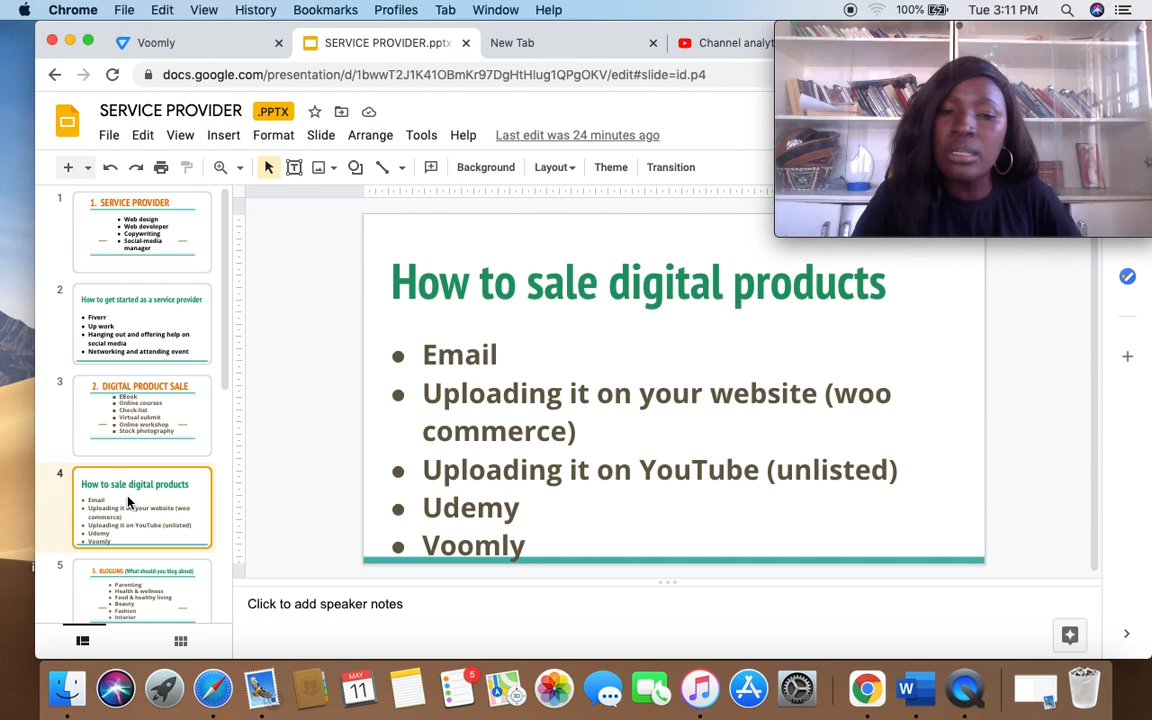 Chrome File Edit View History Bookmarks Profiles Tab Window Help 100% Tue 3:11 PM
Voomly SERVICE PROVIDER.pptx New Tab Channel analyt
docs.google.com/presentation/d/1bwwT2J1K41OBmKr97DgHtHlug1QPgOKV/edit#slide=id.p4
SERVICE PROVIDER .PPTX
File Edit View Insert Format Slide Arrange Tools Help Last edit was 24 minutes ago
Background Layout Theme Transition
1
1. SERVICE PROVIDER
● Web design
● Web developer
● Copywriting
● Social-media
manager
2
How to get started as a service provider
● Fiverr
● Up work
● Hanging out and offering help on
social media
● Networking and attending event
3
2. DIGITAL PRODUCT SALE
EBook
Online courses
Check-list
Virtual submit
Online workshop
Stock photography
4
How to sale digital products
● Email
● Uploading it on your website (woo
commerce)
● Uploading it on YouTube (unlisted)
● Udemy
● Voomly
5
3. BLOGGING (What should you blog about)
Parenting
Health & wellness
Food & healthy living
Beauty
Fashion
Interior
How to sale digital products
● Email
● Uploading it on your website (woo
commerce)
● Uploading it on YouTube (unlisted)
● Udemy
● Voomly
Click to add speaker notes
MAY
11
5
W